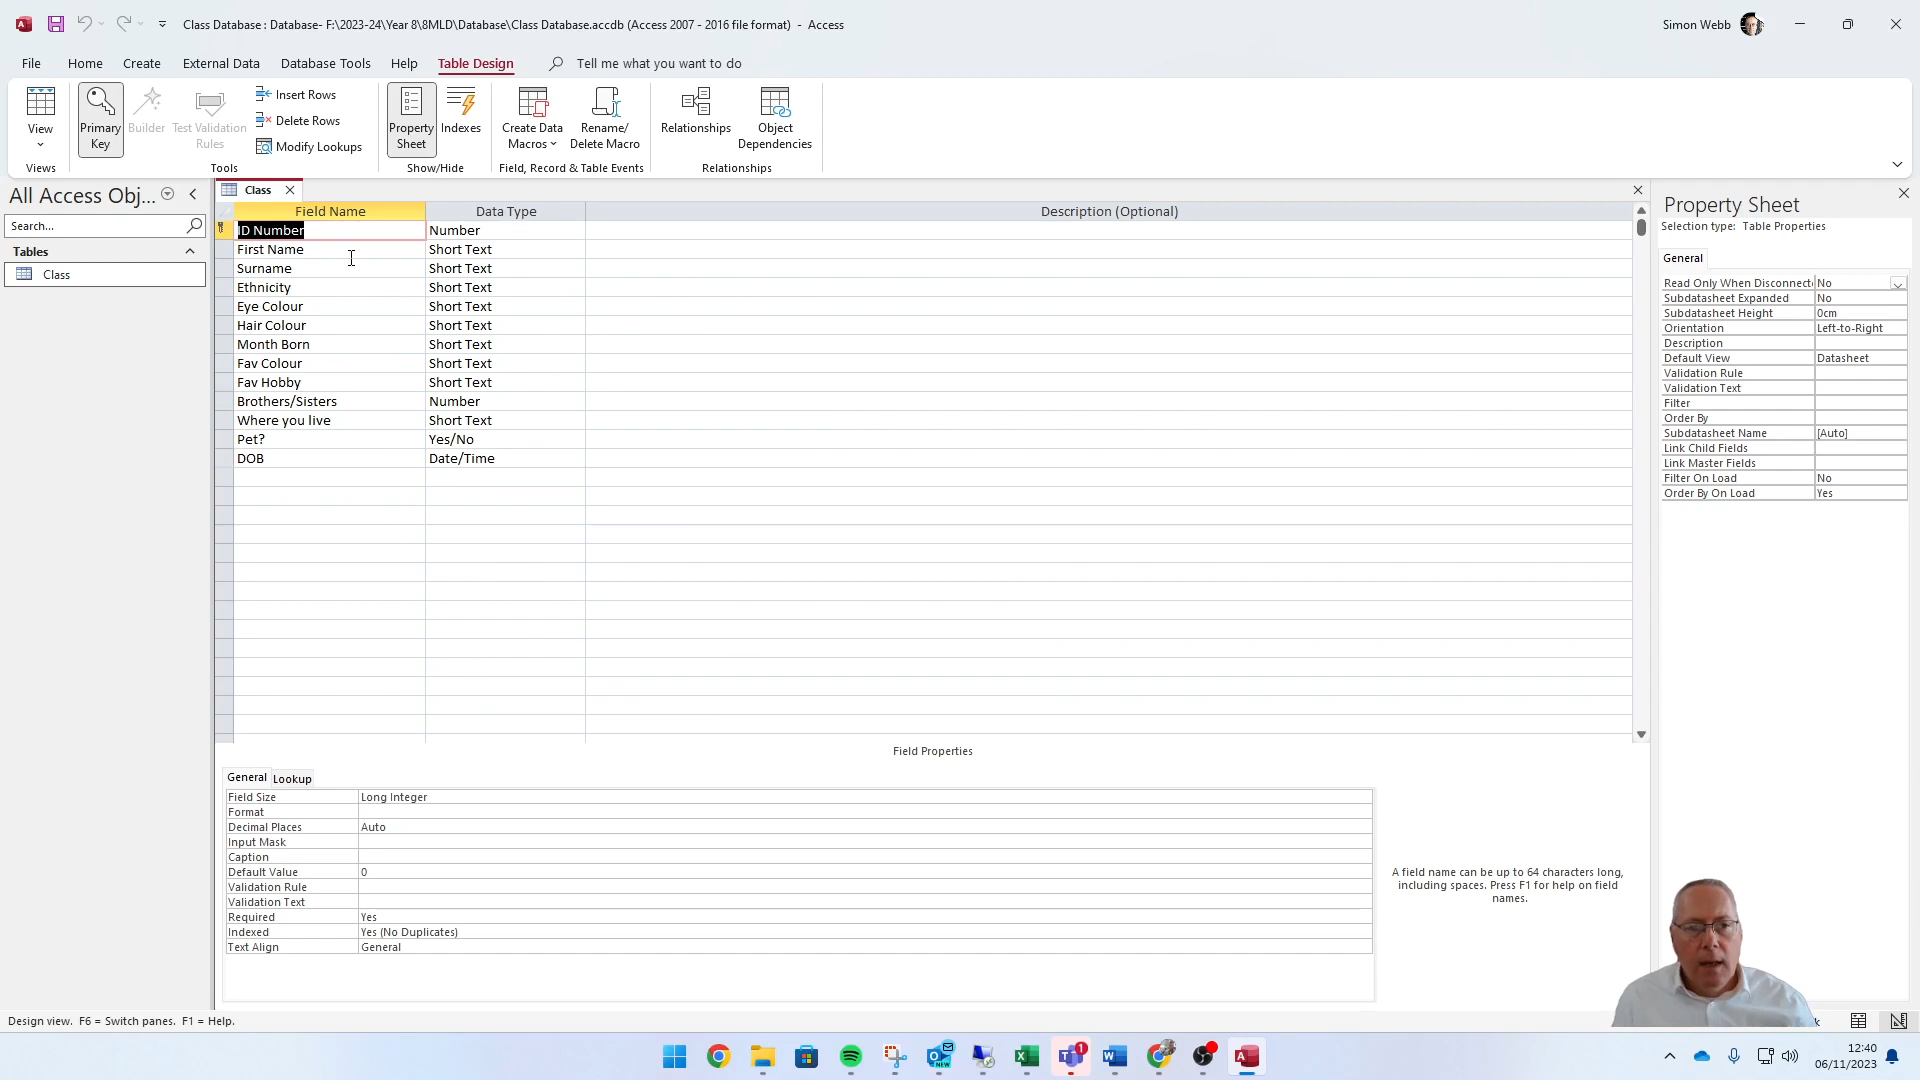 Class Database : Database- F:\2023-24\Year 8\8MLD\Database\Class Database.accdb (Access 2007 - 2016 file format) - Access
Simon Webb
File Home Create External Data Database Tools Help Table Design Tell me what you want to do
View
Primary Key
Builder
Test Validation Rules
Insert Rows
Delete Rows
Modify Lookups
Property Sheet
Indexes
Create Data Macros
Rename/ Delete Macro
Relationships
Object Dependencies
Views Tools Show/Hide Field, Record & Table Events Relationships
All Access Obj...
Search...
Tables
Class
Class
Field Name Data Type Description (Optional)
ID Number Number
First Name Short Text
Surname Short Text
Ethnicity Short Text
Eye Colour Short Text
Hair Colour Short Text
Month Born Short Text
Fav Colour Short Text
Fav Hobby Short Text
Brothers/Sisters Number
Where you live Short Text
Pet? Yes/No
DOB Date/Time
Field Properties
General Lookup
Field Size Long Integer
Format
Decimal Places Auto
Input Mask
Caption
Default Value 0
Validation Rule
Validation Text
Required Yes
Indexed Yes (No Duplicates)
Text Align General
A field name can be up to 64 characters long,
including spaces. Press F1 for help on field
names.
Property Sheet
Selection type: Table Properties
General
Read Only When Disconnect No
Subdatasheet Expanded No
Subdatasheet Height 0cm
Orientation Left-to-Right
Description
Default View Datasheet
Validation Rule
Validation Text
Filter
Order By
Subdatasheet Name [Auto]
Link Child Fields
Link Master Fields
Filter On Load No
Order By On Load Yes
Design view. F6 = Switch panes. F1 = Help.
NEW
1
12:40
06/11/2023